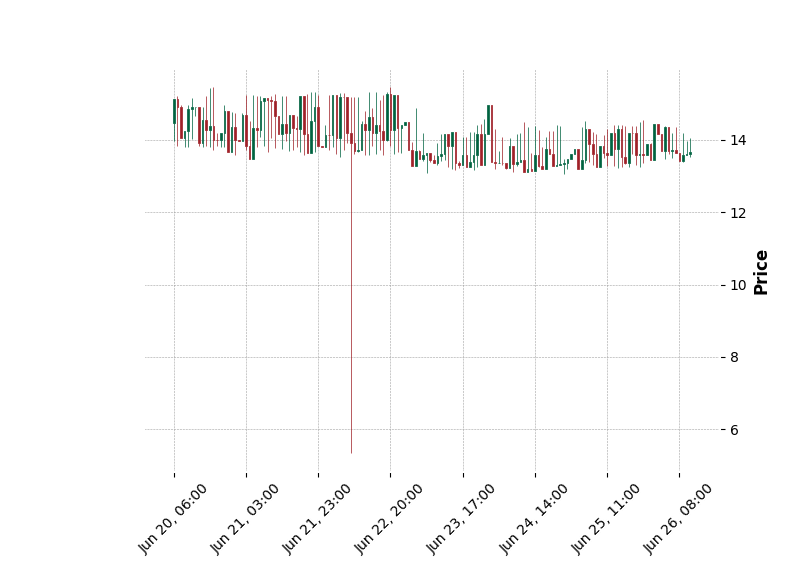 14
12
10
8
6
Price
Jun 20, 06:00
Jun 21, 03:00
Jun 21, 23:00
Jun 22, 20:00
Jun 23, 17:00
Jun 24, 14:00
Jun 25, 11:00
Jun 26, 08:00